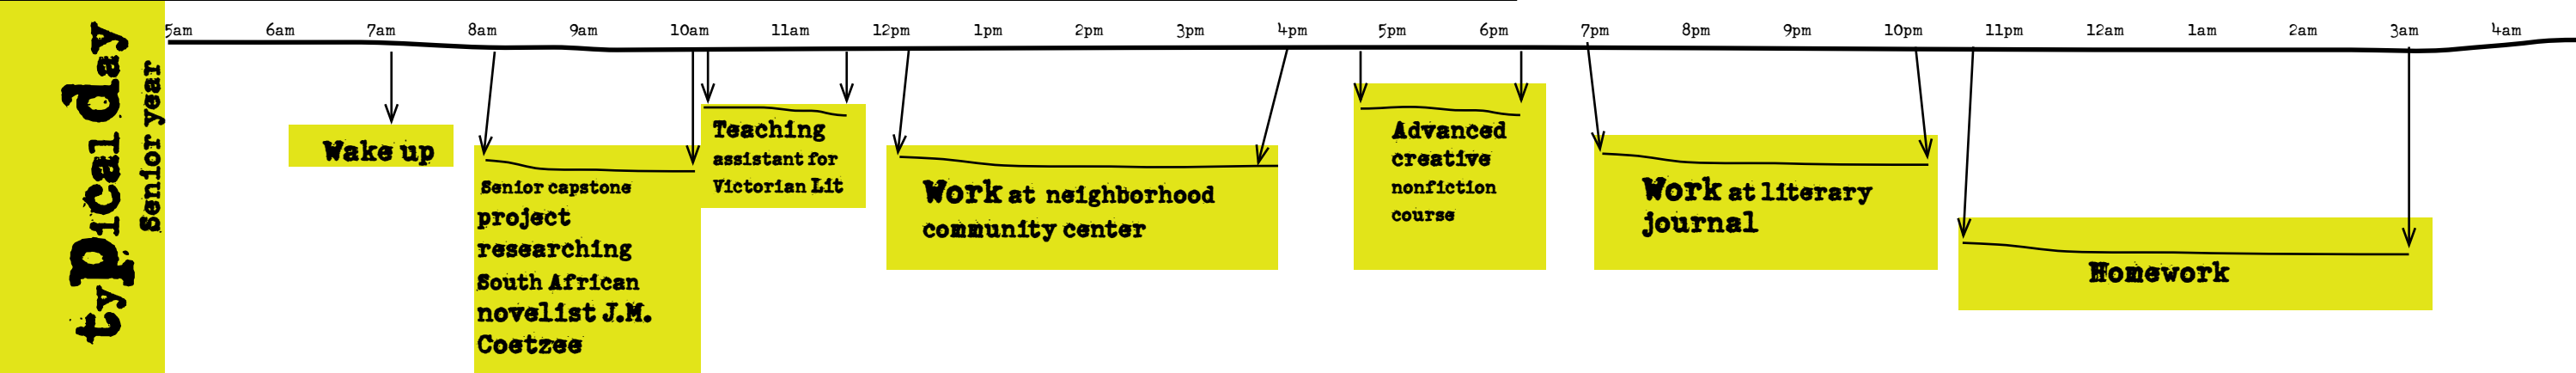 typical day
Senior year
5am 6am 7am 8am 9am 10am 11am 12pm 1pm 2pm 3pm 4pm 5pm 6pm 7pm 8pm 9pm 10pm 11pm 12am 1am 2am 3am 4am
Wake up
Senior capstone
project
researching
South African
novelist J.M.
Coetzee
Teaching
assistant for
Victorian Lit
Work at neighborhood
community center
Advanced
creative
nonfiction
course
Work at literary
journal
Homework